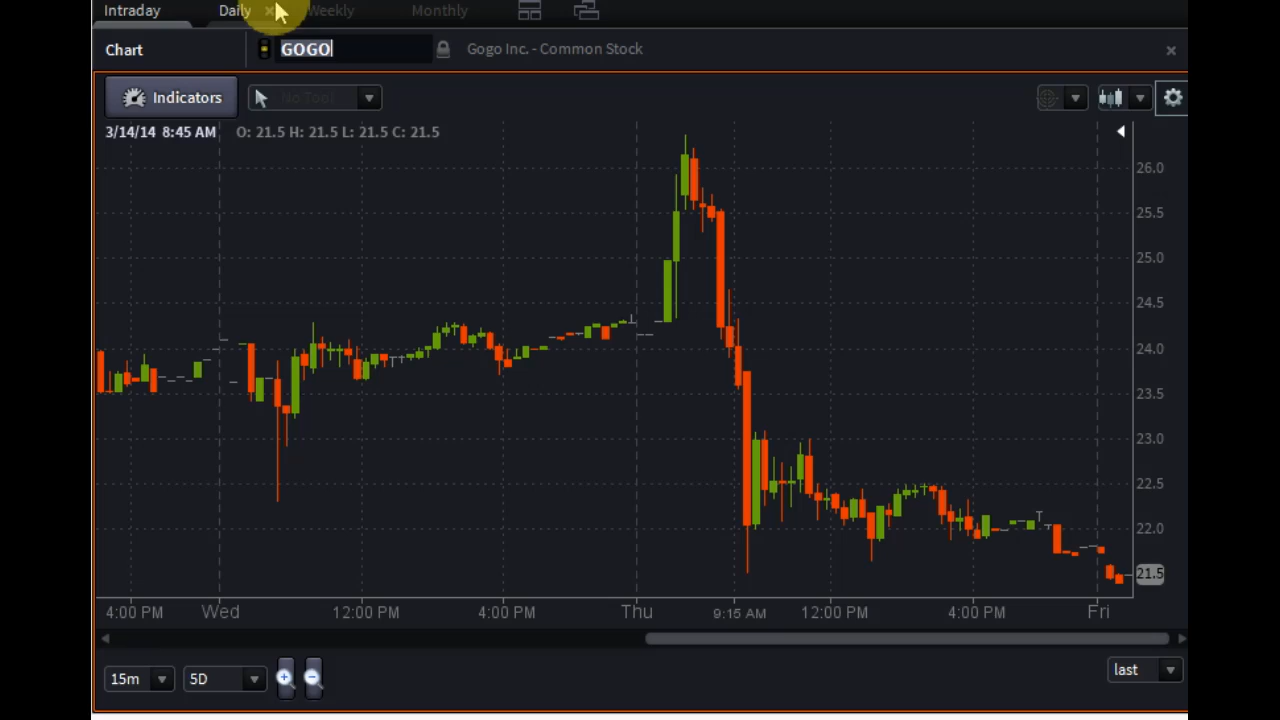 Intraday Daily Weekly Monthly
Chart GOGO Gogo Inc. - Common Stock
Indicators No Tool
3/14/14 8:45 AM O: 21.5 H: 21.5 L: 21.5 C: 21.5
26.0
25.5
25.0
24.5
24.0
23.5
23.0
22.5
22.0
21.5
4:00 PM Wed 12:00 PM 4:00 PM Thu 9:15 AM 12:00 PM 4:00 PM Fri
15m 5D last